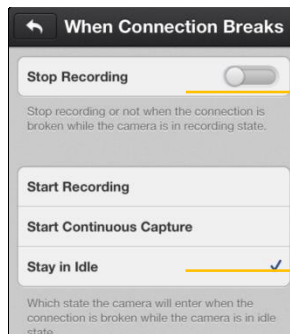 When Connection Breaks
Stop Recording
Stop recording or not when the connection is
broken while the camera is in recording state.
Start Recording
Start Continuous Capture
Stay in Idle
Which state the camera will enter when the
connection is broken while the camera is in idle
state.